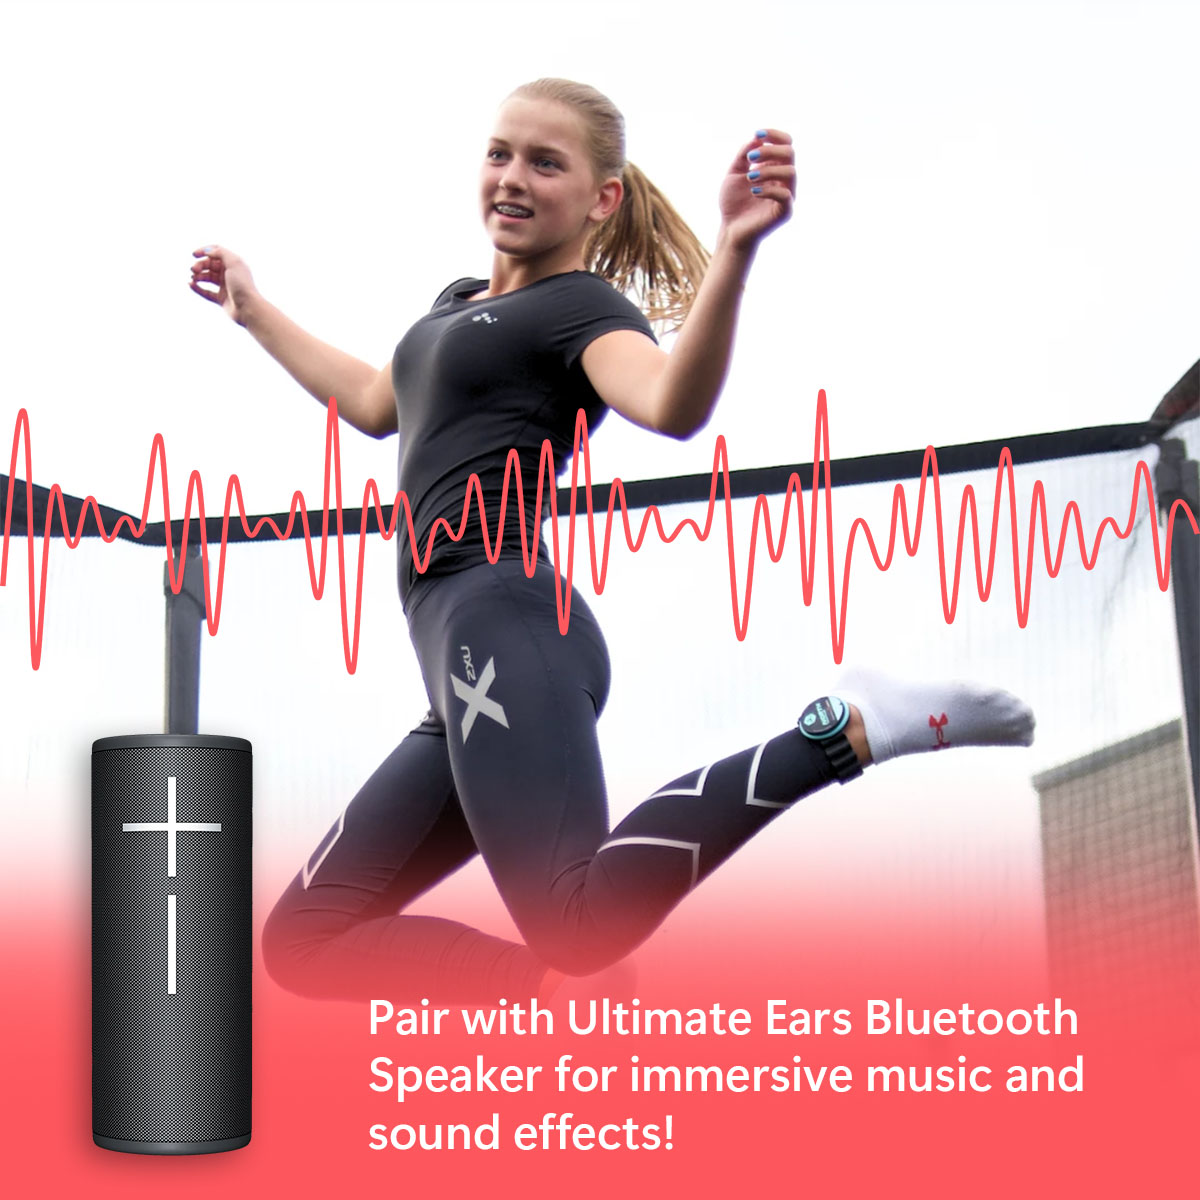 2XU
Pair with Ultimate Ears Bluetooth
Speaker for immersive music and
sound effects!